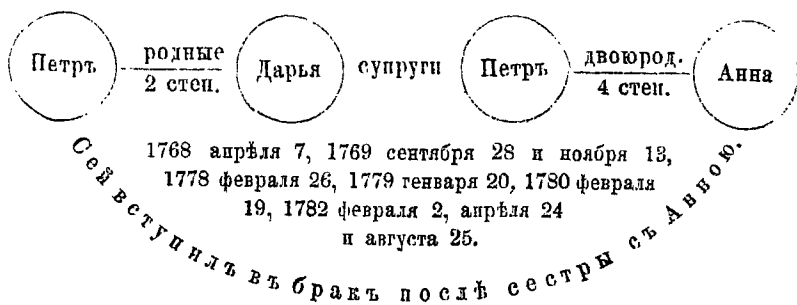 Петръ родные Дарья супруги Петръ двоюрод. Анна
2 степ. 4 степ.
1768 апрѣля 7, 1769 сентября 28 и ноября 13,
1778 февраля 26, 1779 генваря 20, 1780 февраля
19, 1782 февраля 2, апрѣля 24
и августа 25.
Сей вступилъ въ бракъ послѣ сестры съ Анною.